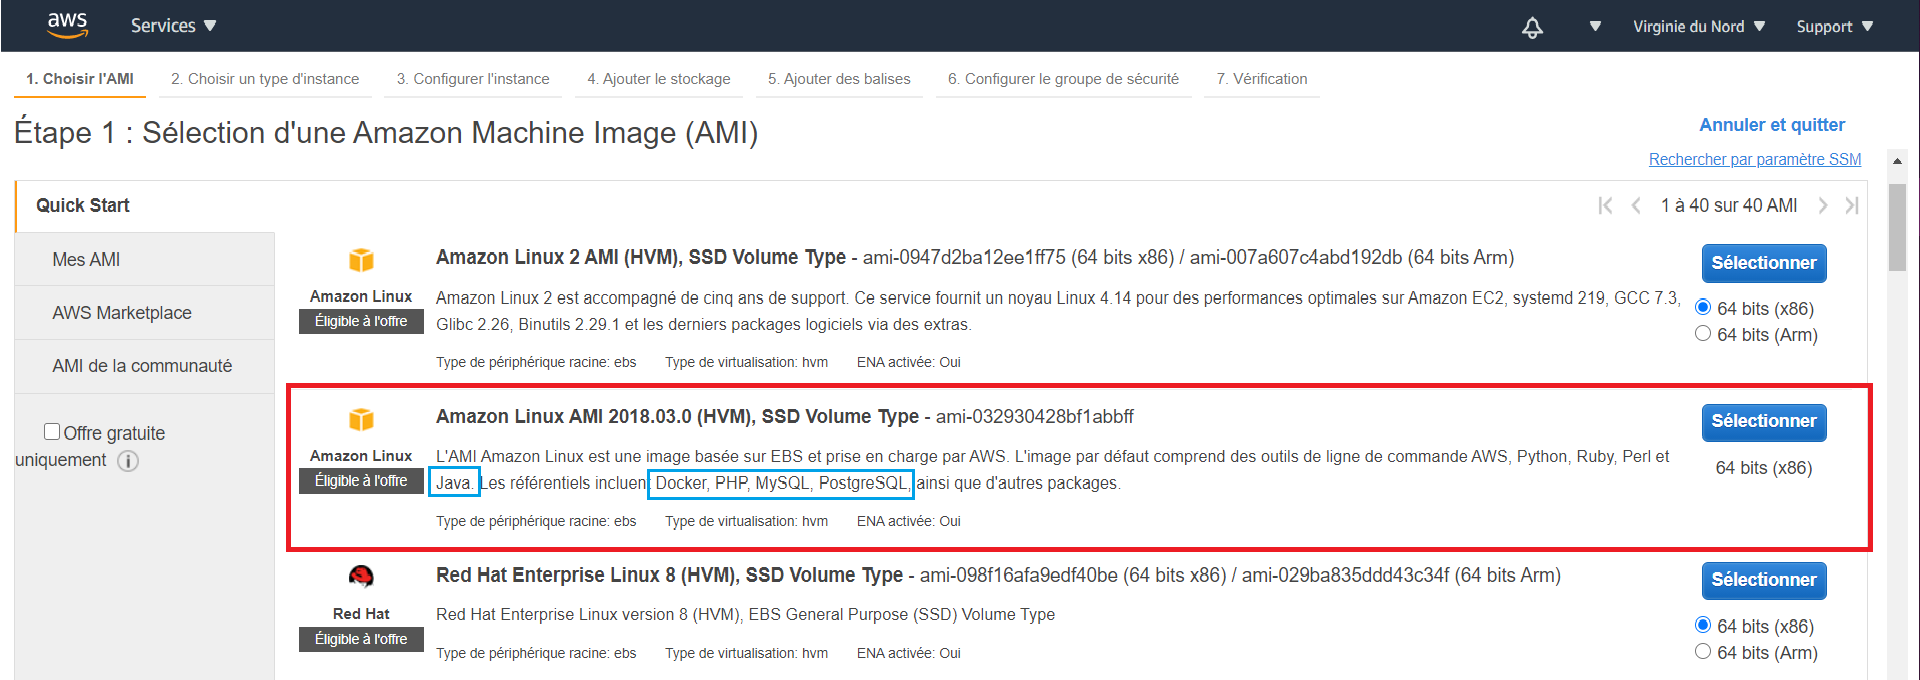 aws Services Virginie du Nord Support
1. Choisir l'AMI 2. Choisir un type d'instance 3. Configurer l'instance 4. Ajouter le stockage 5. Ajouter des balises 6. Configurer le groupe de sécurité 7. Vérification
Étape 1 : Sélection d'une Amazon Machine Image (AMI)
Annuler et quitter
Rechercher par paramètre SSM
Quick Start
Mes AMI
AWS Marketplace
AMI de la communauté
Offre gratuite
uniquement
1 à 40 sur 40 AMI
Amazon Linux
Éligible à l'offre
Amazon Linux 2 AMI (HVM), SSD Volume Type - ami-0947d2ba12ee1ff75 (64 bits x86) / ami-007a607c4abd192db (64 bits Arm)
Amazon Linux 2 est accompagné de cinq ans de support. Ce service fournit un noyau Linux 4.14 pour des performances optimales sur Amazon EC2, systemd 219, GCC 7.3,
Glibc 2.26, Binutils 2.29.1 et les derniers packages logiciels via des extras.
Type de périphérique racine: ebs Type de virtualisation: hvm ENA activée: Oui
Sélectionner
64 bits (x86)
64 bits (Arm)
Amazon Linux
Éligible à l'offre
Amazon Linux AMI 2018.03.0 (HVM), SSD Volume Type - ami-032930428bf1abbff
L'AMI Amazon Linux est une image basée sur EBS et prise en charge par AWS. L'image par défaut comprend des outils de ligne de commande AWS, Python, Ruby, Perl et
Java. Les référentiels incluent Docker, PHP, MySQL, PostgreSQL, ainsi que d'autres packages.
Type de périphérique racine: ebs Type de virtualisation: hvm ENA activée: Oui
Sélectionner
64 bits (x86)
Red Hat
Éligible à l'offre
Red Hat Enterprise Linux 8 (HVM), SSD Volume Type - ami-098f16afa9edf40be (64 bits x86) / ami-029ba835ddd43c34f (64 bits Arm)
Red Hat Enterprise Linux version 8 (HVM), EBS General Purpose (SSD) Volume Type
Type de périphérique racine: ebs Type de virtualisation: hvm ENA activée: Oui
Sélectionner
64 bits (x86)
64 bits (Arm)